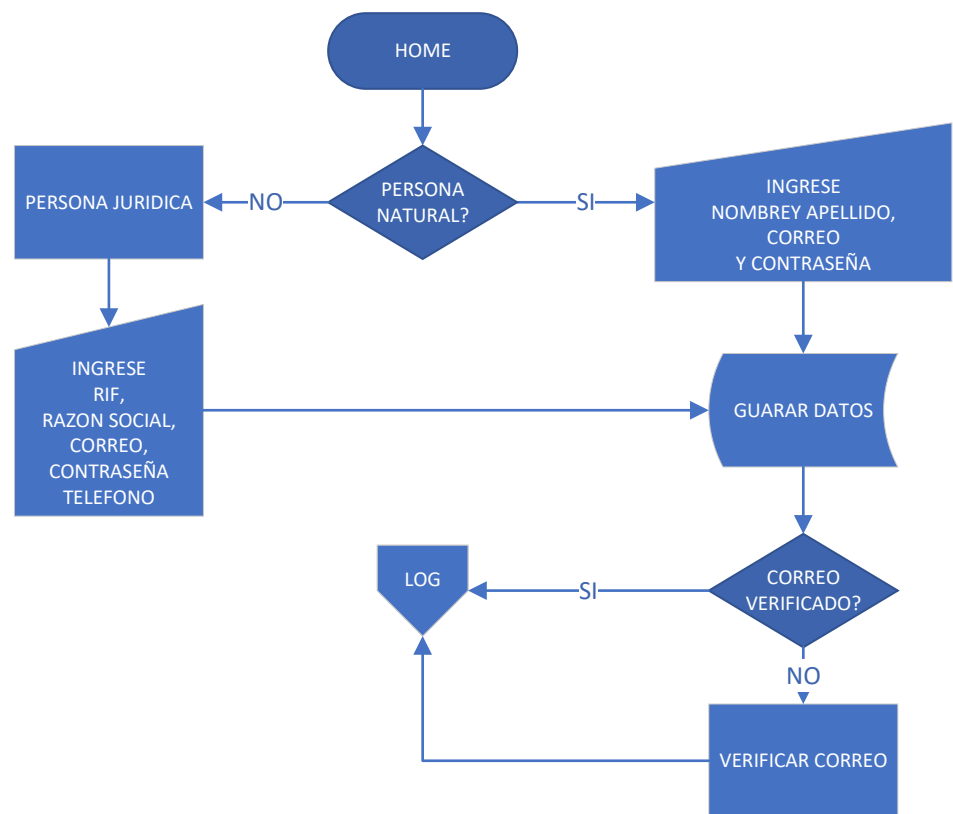 HOME
PERSONA
NATURAL?
NO
SI
PERSONA JURIDICA
INGRESE
NOMBREY APELLIDO,
CORREO
Y CONTRASEÑA
INGRESE
RIF,
RAZON SOCIAL,
CORREO,
CONTRASEÑA
TELEFONO
GUARAR DATOS
CORREO
VERIFICADO?
SI
LOG
NO
VERIFICAR CORREO